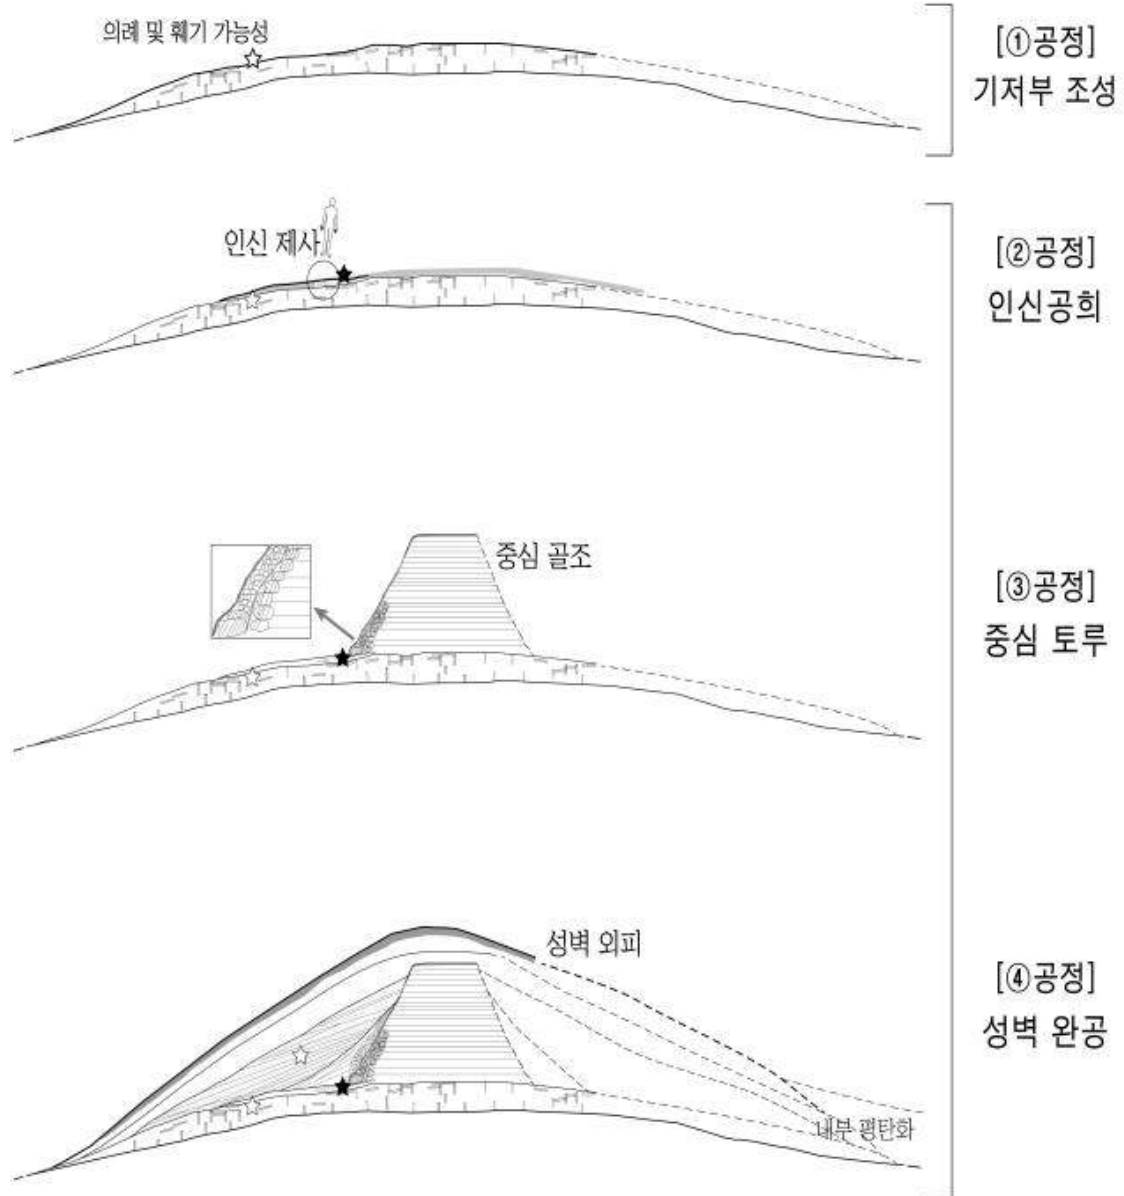 의례 및 훼기 가능성
[①공정]
기저부 조성
인신 제사
[②공정]
인신공희
중심 골조
[③공정]
중심 토루
성벽 외피
[④공정]
성벽 완공
내부 평탄화